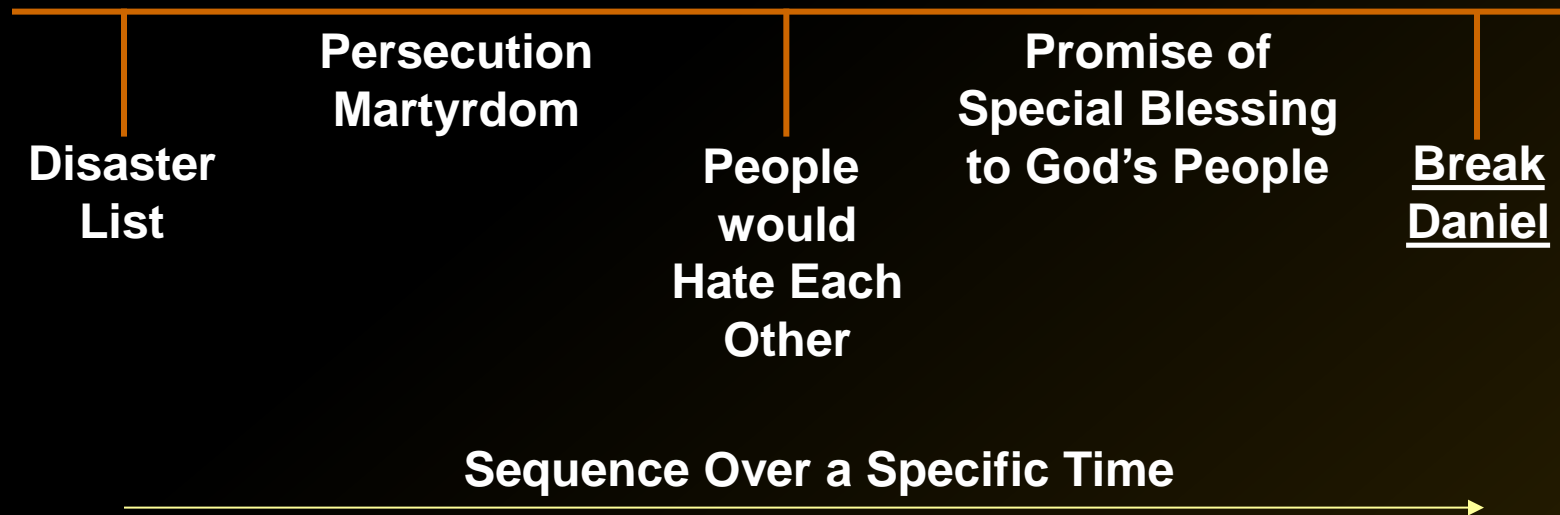 Disaster
List
Persecution
Martyrdom
People
would
Hate Each
Other
Promise of
Special Blessing
to God’s People
Break
Daniel
Sequence Over a Specific Time